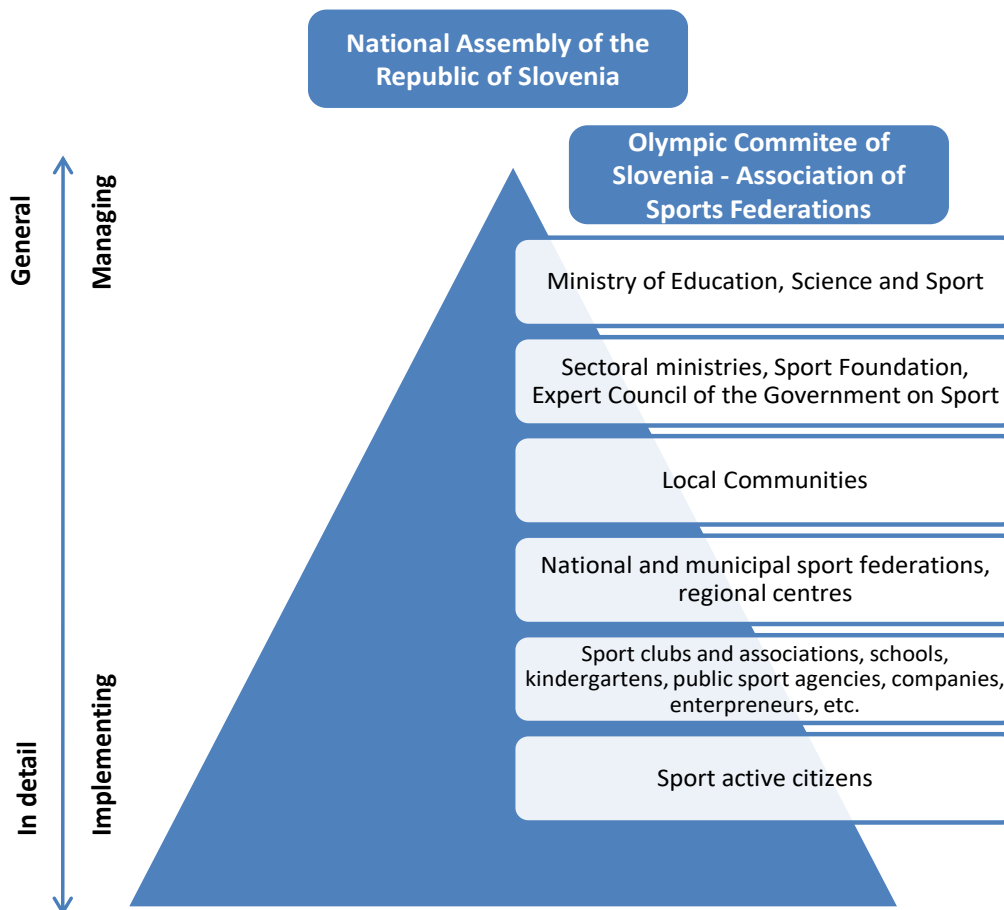 National Assembly of the
Republic of Slovenia
Olympic Commitee of
Slovenia - Association of
Sports Federations
General
Managing
Ministry of Education, Science and Sport
Sectoral ministries, Sport Foundation,
Expert Council of the Government on Sport
Local Communities
National and municipal sport federations,
regional centres
Sport clubs and associations, schools,
kindergartens, public sport agencies, companies,
enterpreneurs, etc.
In detail
Implementing
Sport active citizens